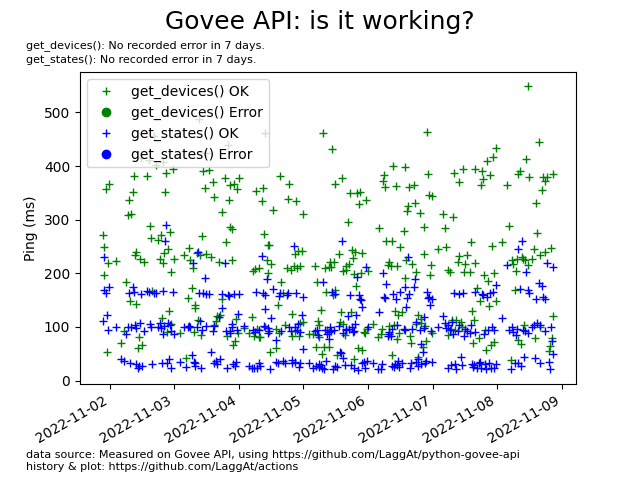 Govee API: is it working?
get_devices(): No recorded error in 7 days.
get_states(): No recorded error in 7 days.
get_devices() OK
get_devices() Error
get_states() OK
get_states() Error
Ping (ms)
500
400
300
200
100
0
2022-11-02
2022-11-03
2022-11-04
2022-11-05
2022-11-06
2022-11-07
2022-11-08
2022-11-09
data source: Measured on Govee API, using https://github.com/LaggAt/python-govee-api
history & plot: https://github.com/LaggAt/actions